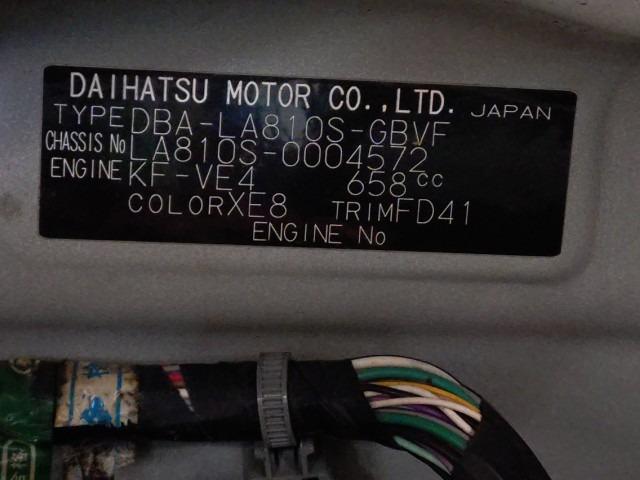 DAIHATSU MOTOR CO.,LTD. JAPAN
TYPE DBA-LA810S-GBVF
CHASSIS No LA810S-0004572
ENGINE KF-VE4 658cc
COLOR XE8 TRIM FD41
ENGINE No